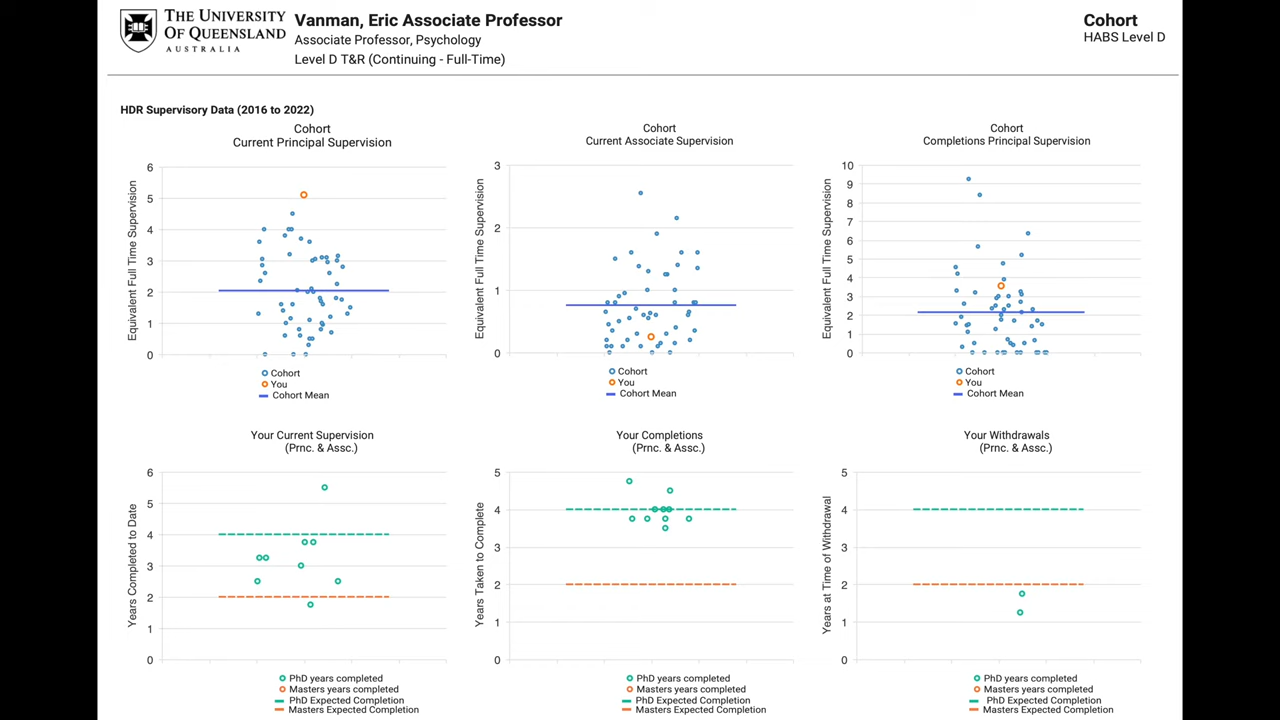 THE UNIVERSITY
OF QUEENSLAND
AUSTRALIA
Vanman, Eric Associate Professor
Associate Professor, Psychology
Level D T&R (Continuing - Full-Time)
Cohort
HABS Level D
HDR Supervisory Data (2016 to 2022)
Cohort
Current Principal Supervision
Equivalent Full Time Supervision
6
5
4
3
2
1
0
Cohort
You
Cohort Mean
Cohort
Current Associate Supervision
Equivalent Full Time Supervision
3
2
1
0
Cohort
You
Cohort Mean
Cohort
Completions Principal Supervision
Equivalent Full Time Supervision
10
9
8
7
6
5
4
3
2
1
0
Cohort
You
Cohort Mean
Your Current Supervision
(Prnc. & Assc.)
Years Completed to Date
6
5
4
3
2
1
0
PhD years completed
Masters years completed
PhD Expected Completion
Masters Expected Completion
Your Completions
(Prnc. & Assc.)
Years Taken to Complete
5
4
3
2
1
0
PhD years completed
Masters years completed
PhD Expected Completion
Masters Expected Completion
Your Withdrawals
(Prnc. & Assc.)
Years at Time of Withdrawal
5
4
3
2
1
0
PhD years completed
Masters years completed
PhD Expected Completion
Masters Expected Completion